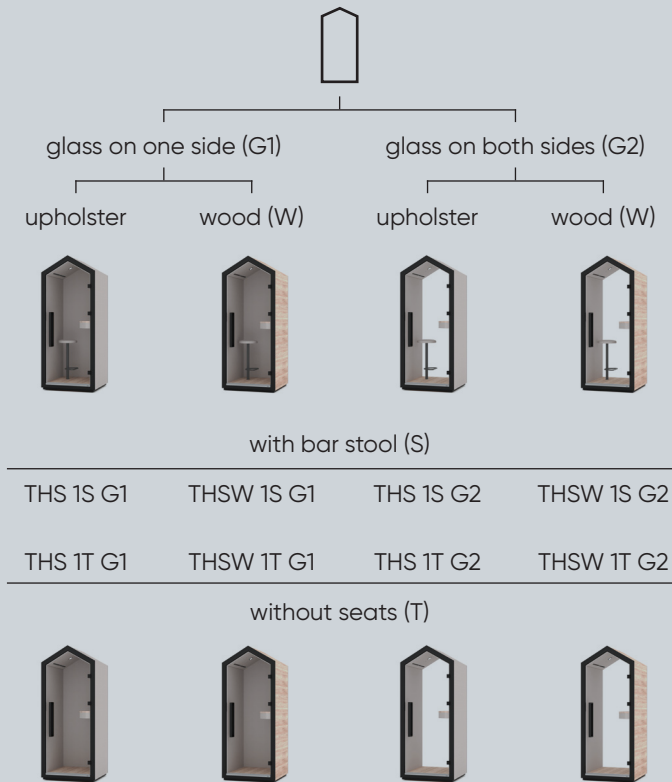 glass on one side (G1) glass on both sides (G2)
upholster wood (W) upholster wood (W)
with bar stool (S)
THS 1S G1 THSW 1S G1 THS 1S G2 THSW 1S G2
THS 1T G1 THSW 1T G1 THS 1T G2 THSW 1T G2
without seats (T)